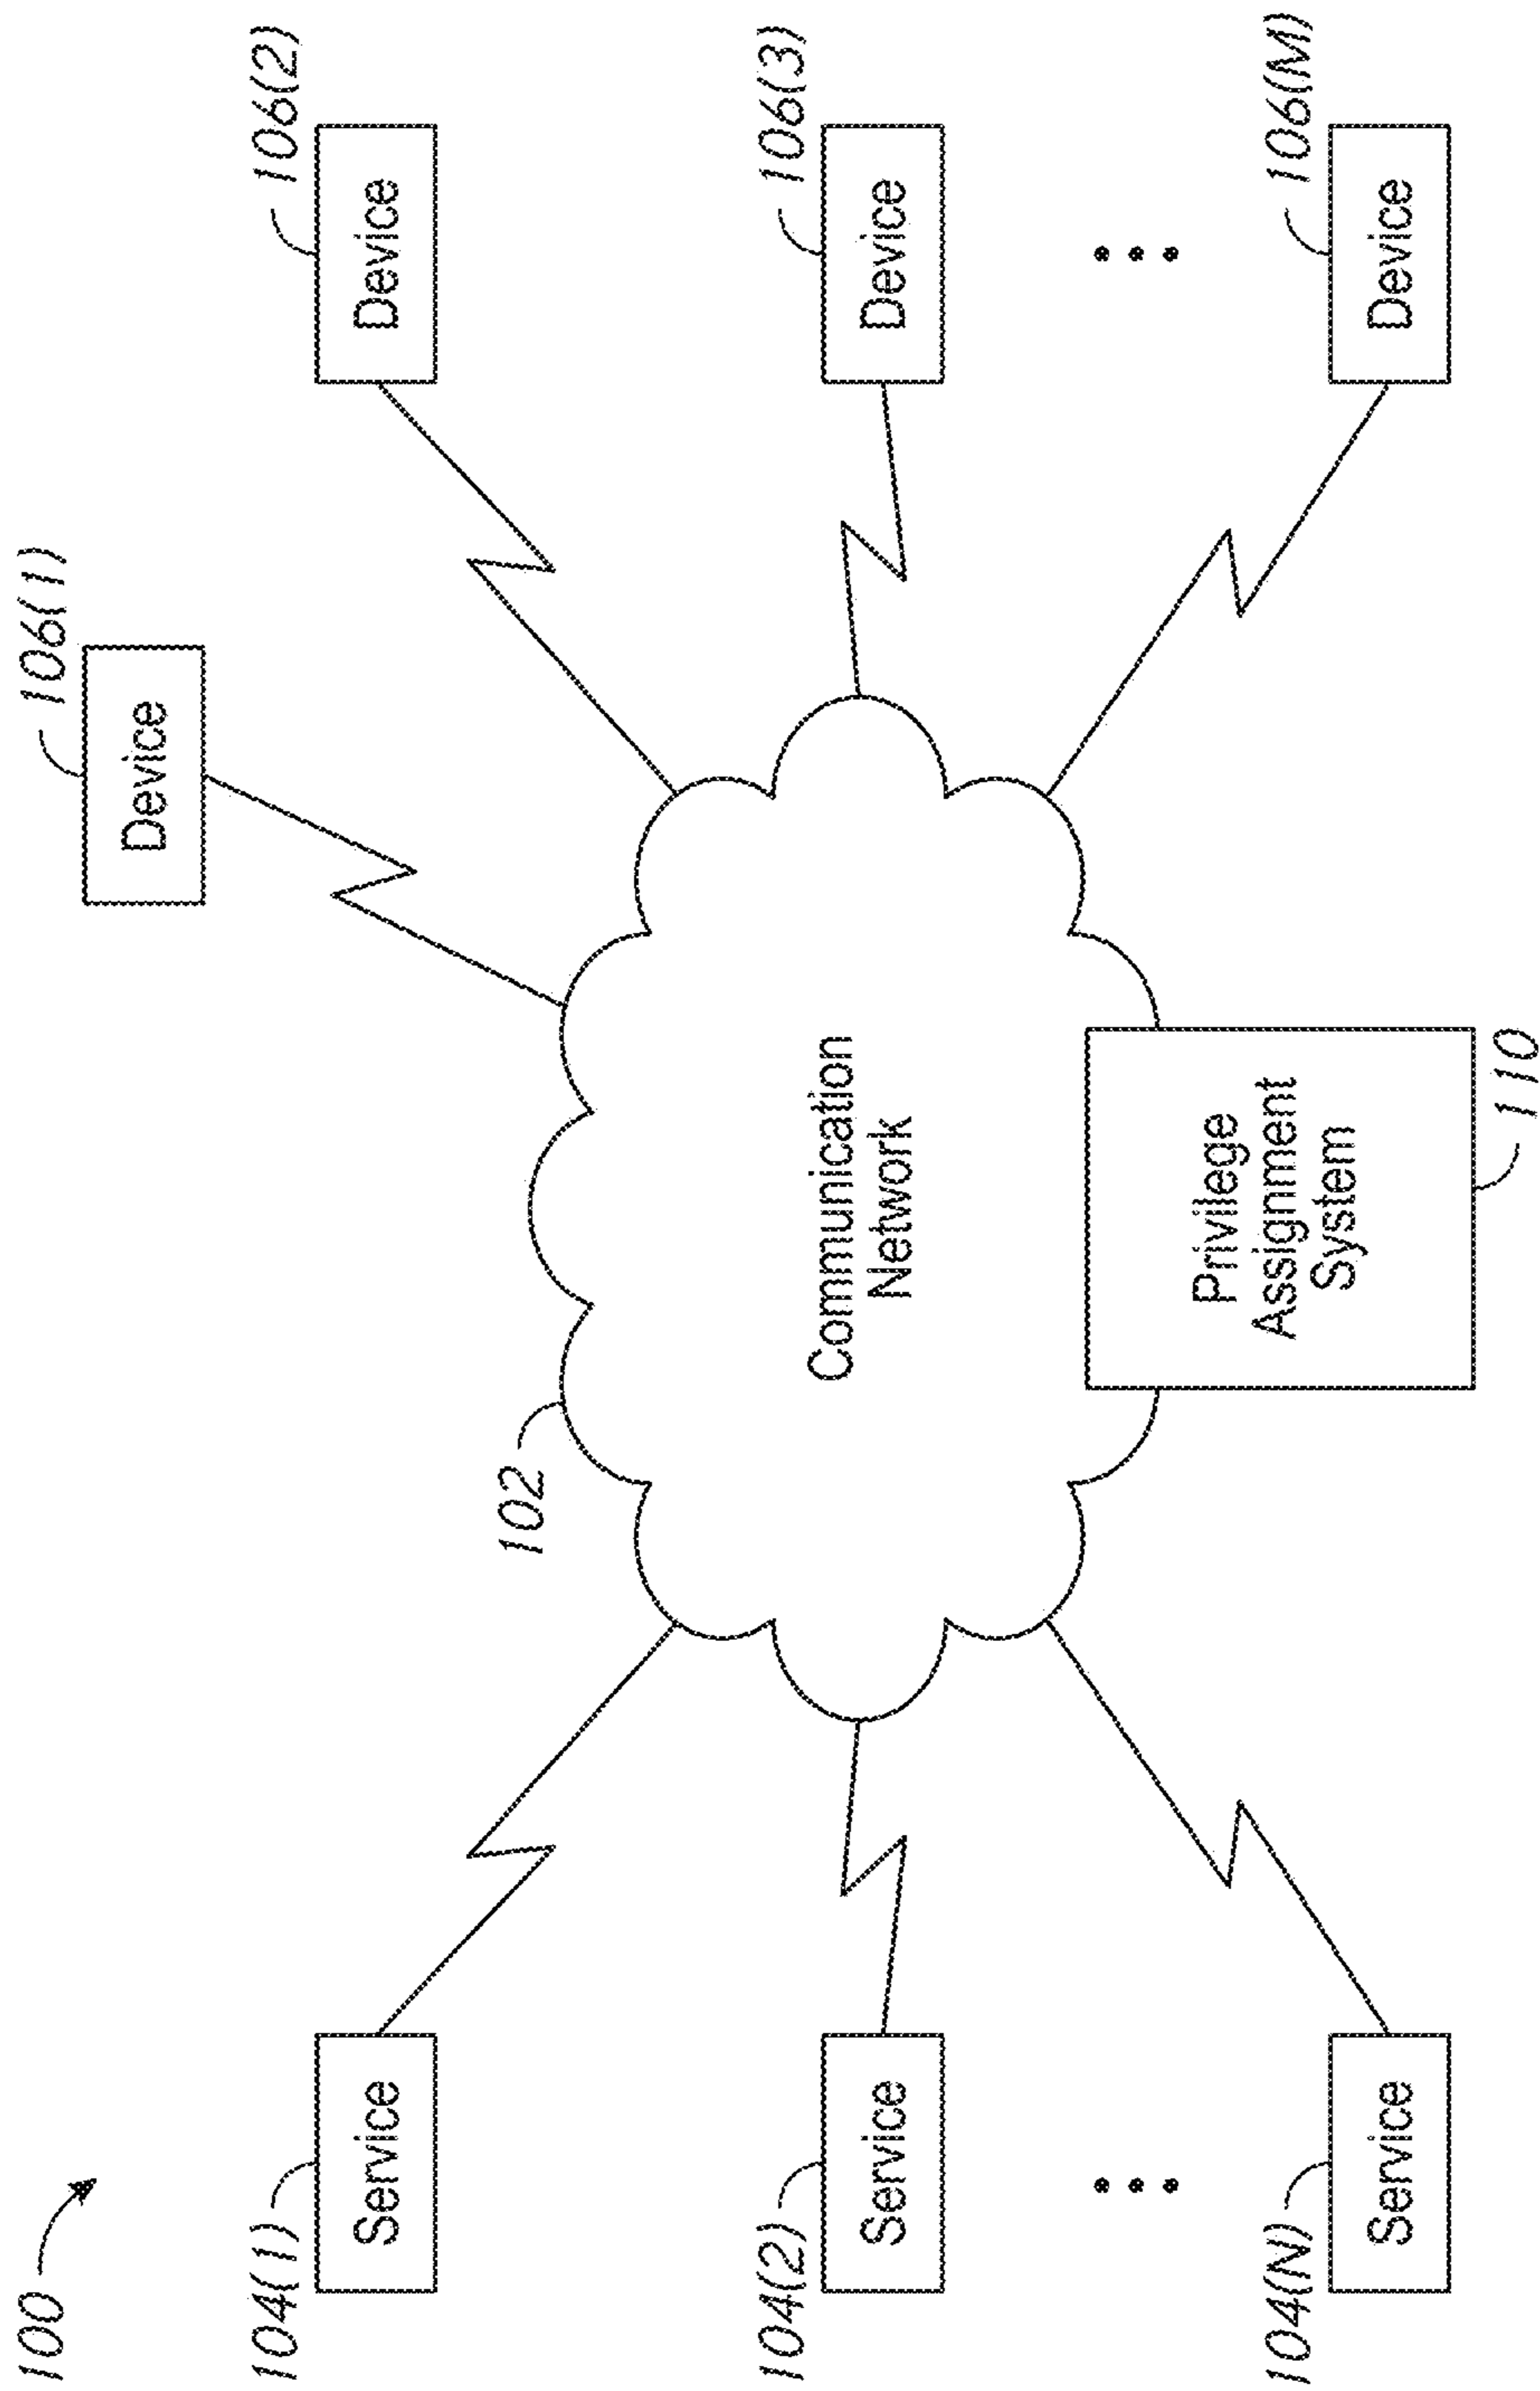 100
106(1)
Device
104(1)
Service
106(2)
Device
102
Communication
Network
104(2)
Service
106(3)
Device
Privilege
Assignment
System
104(N)
Service
106(M)
Device
110